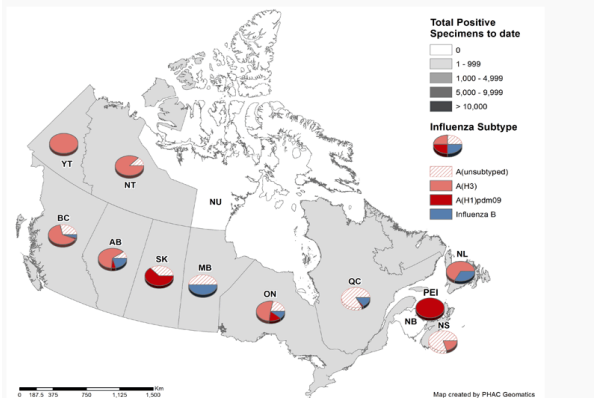 Total Positive
Specimens to date
0
1 - 999
1,000 - 4,999
5,000 - 9,999
> 10,000
Influenza Subtype
A(unsubtyped)
A(H3)
A(H1)pdm09
Influenza B
YT
NT
NU
BC
AB
SK
MB
ON
QC
NL
PEI
NB
NS
Km
0 187.5 375 750 1,125 1,500
Map created by PHAC Geomatics